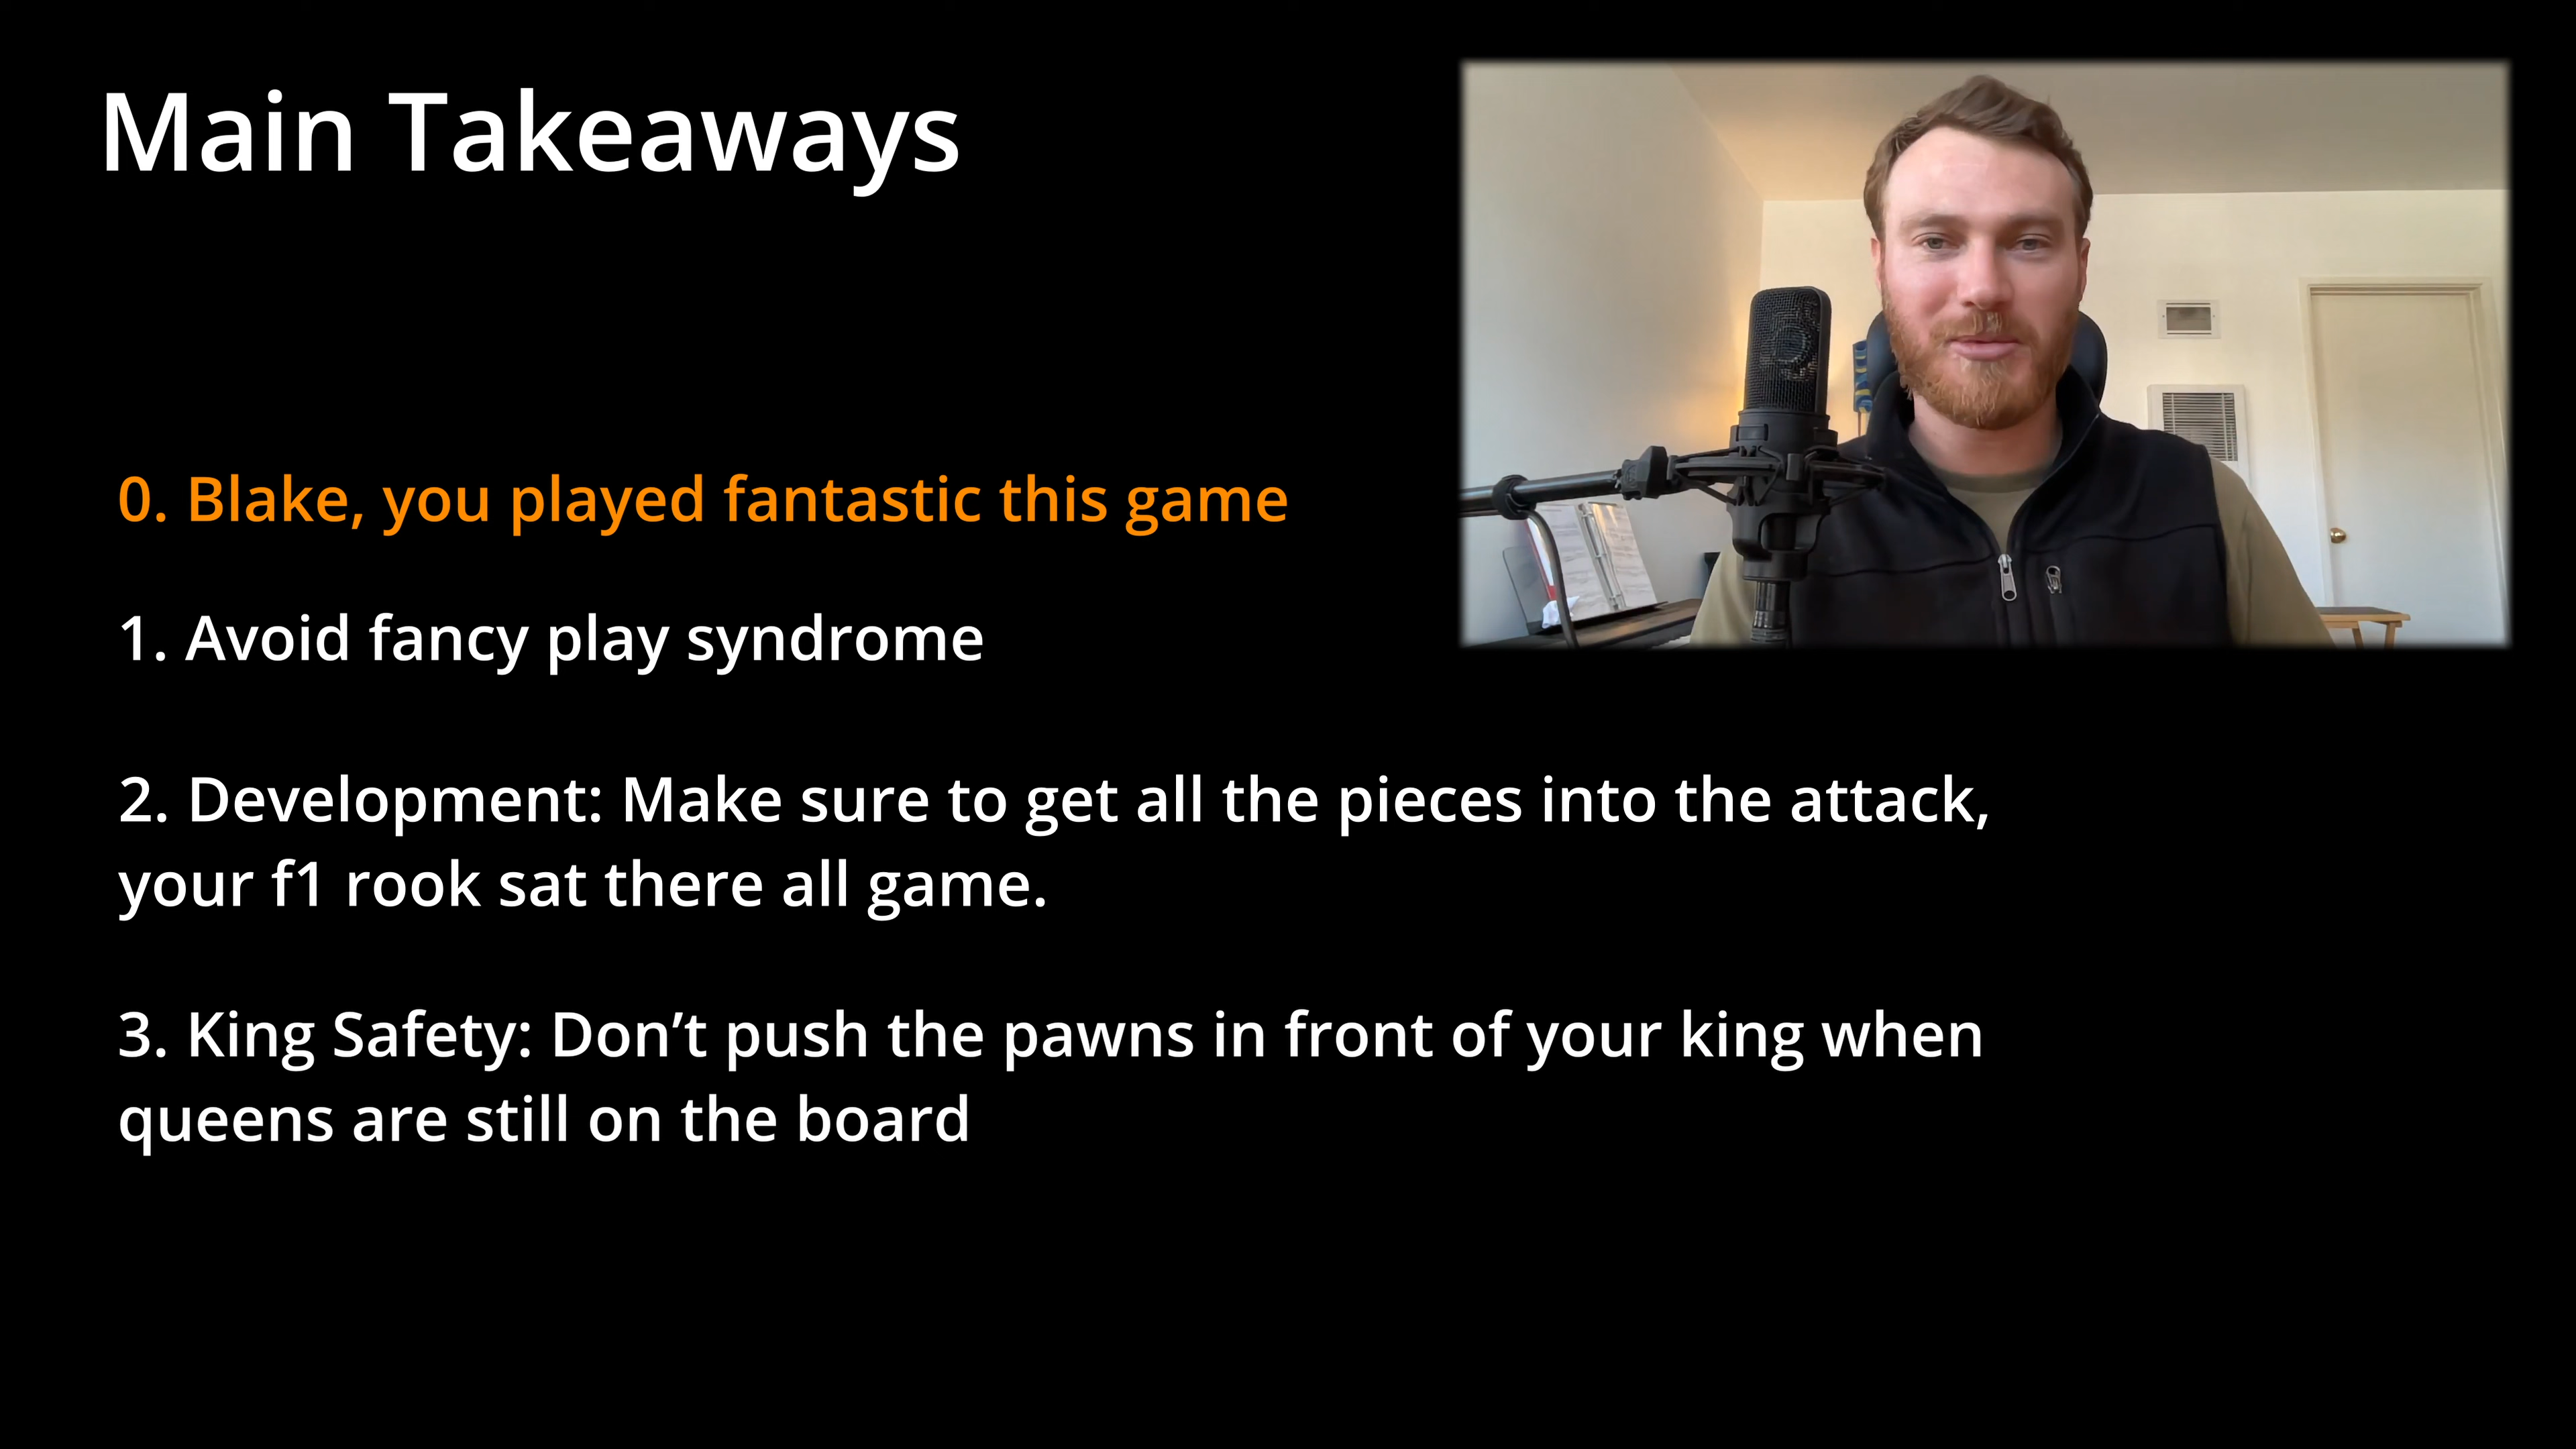 Main Takeaways
0. Blake, you played fantastic this game
1. Avoid fancy play syndrome
2. Development: Make sure to get all the pieces into the attack,
your f1 rook sat there all game.
3. King Safety: Don’t push the pawns in front of your king when
queens are still on the board